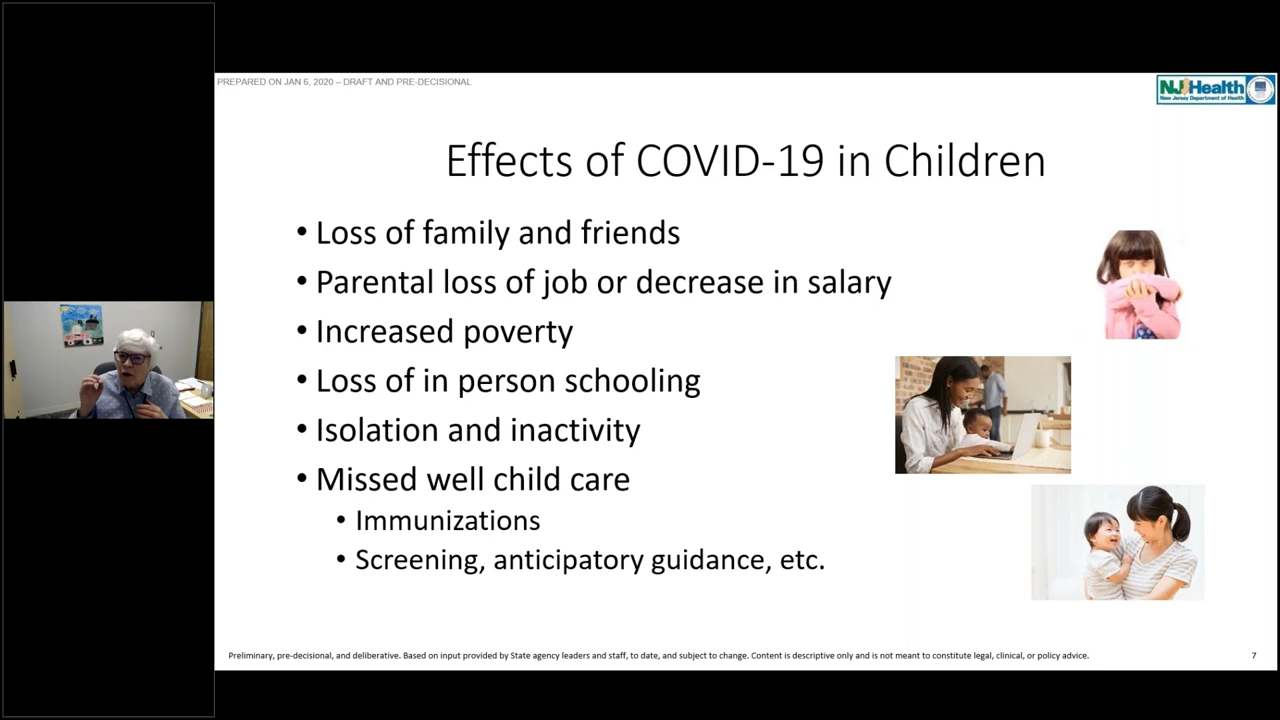 PREPARED ON JAN 6, 2020 – DRAFT AND PRE-DECISIONAL
NJHealth
New Jersey Department of Health
Effects of COVID-19 in Children
• Loss of family and friends
• Parental loss of job or decrease in salary
• Increased poverty
• Loss of in person schooling
• Isolation and inactivity
• Missed well child care
• Immunizations
• Screening, anticipatory guidance, etc.
Preliminary, pre-decisional, and deliberative. Based on input provided by State agency leaders and staff, to date, and subject to change. Content is descriptive only and is not meant to constitute legal, clinical, or policy advice.
7